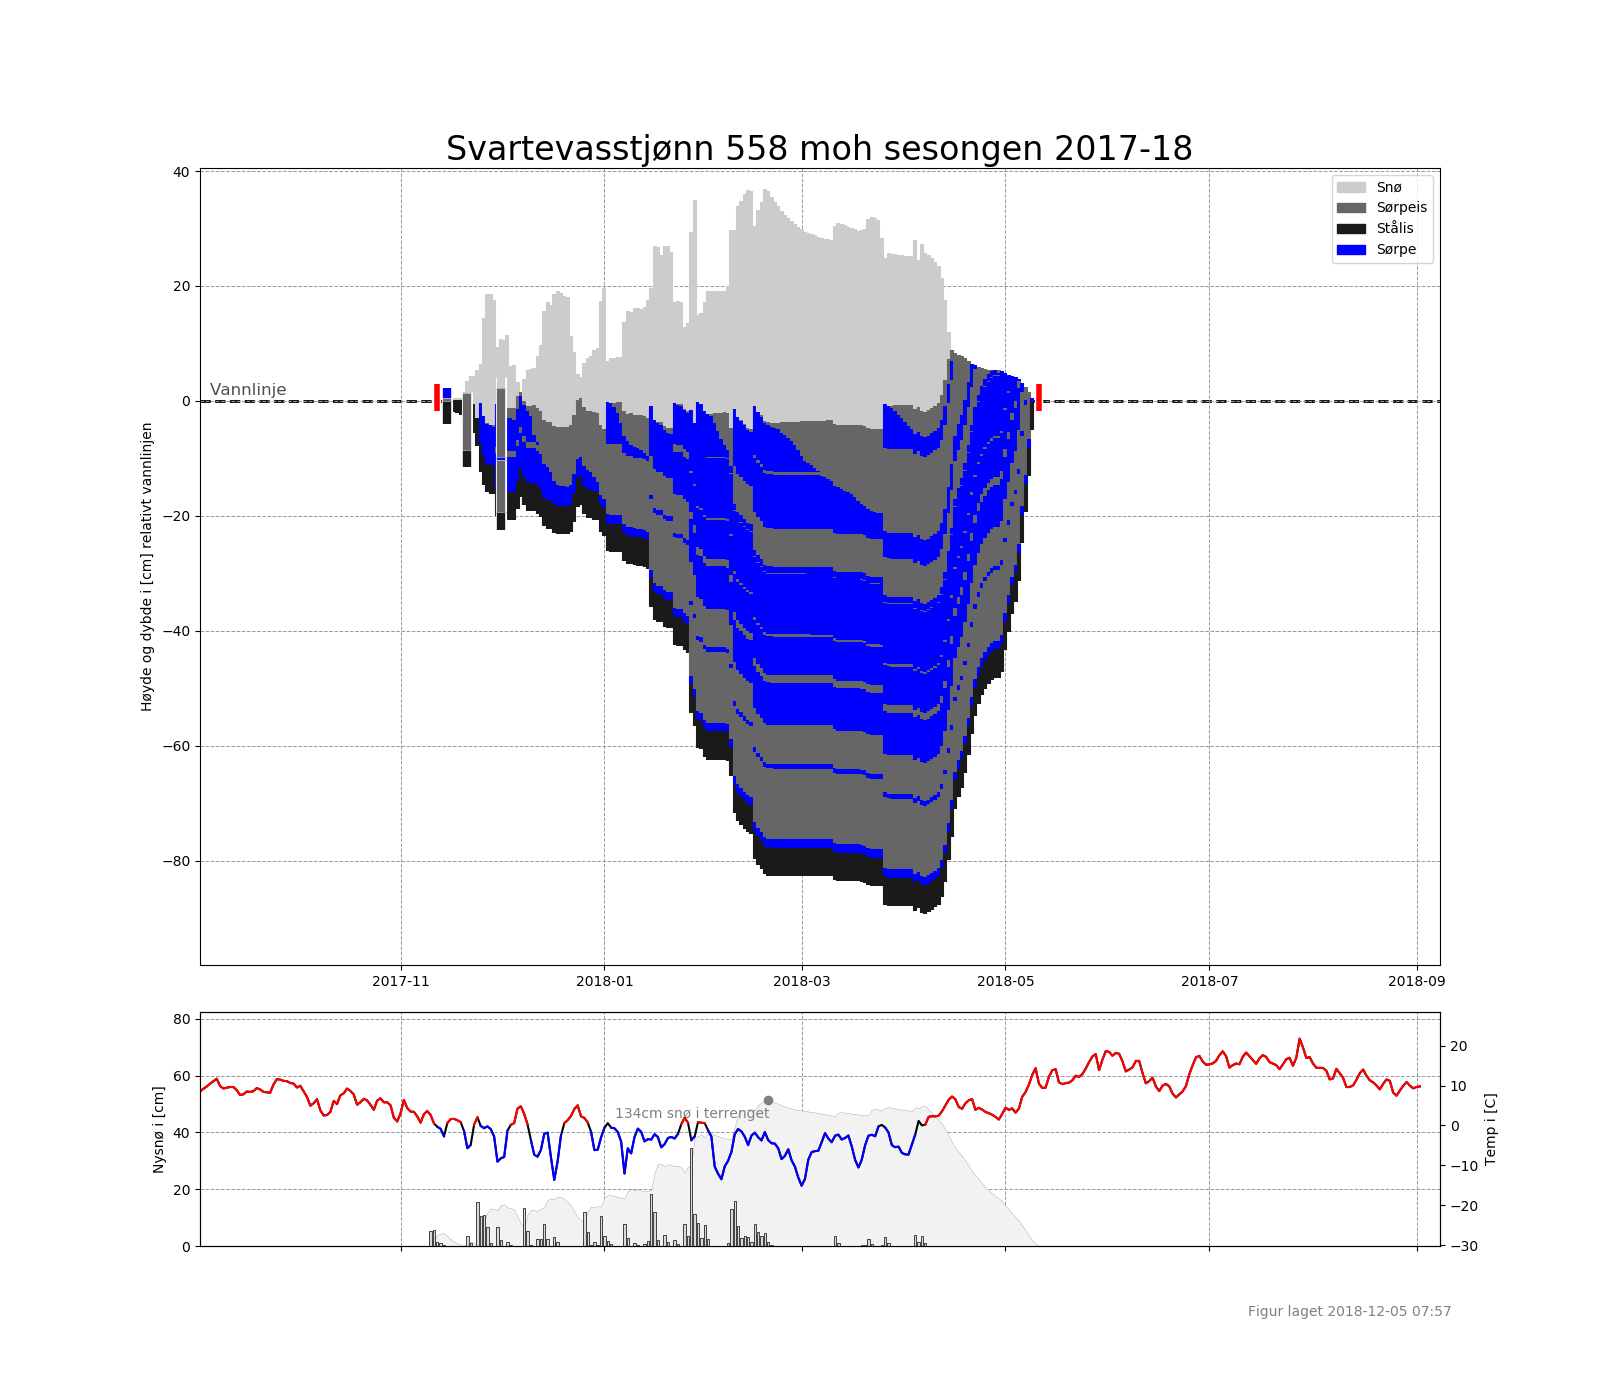 Svartevasstjønn 558 moh sesongen 2017-18
Høyde og dybde i [cm] relativt vannlinjen
40
20
0
−20
−40
−60
−80
Vannlinje
Snø
Sørpeis
Stålis
Sørpe
2017-11
2018-01
2018-03
2018-05
2018-07
2018-09
Nysnø i [cm]
80
60
40
20
0
134cm snø i terrenget
20
10
0
−10
−20
−30
Temp i [C]
Figur laget 2018-12-05 07:57